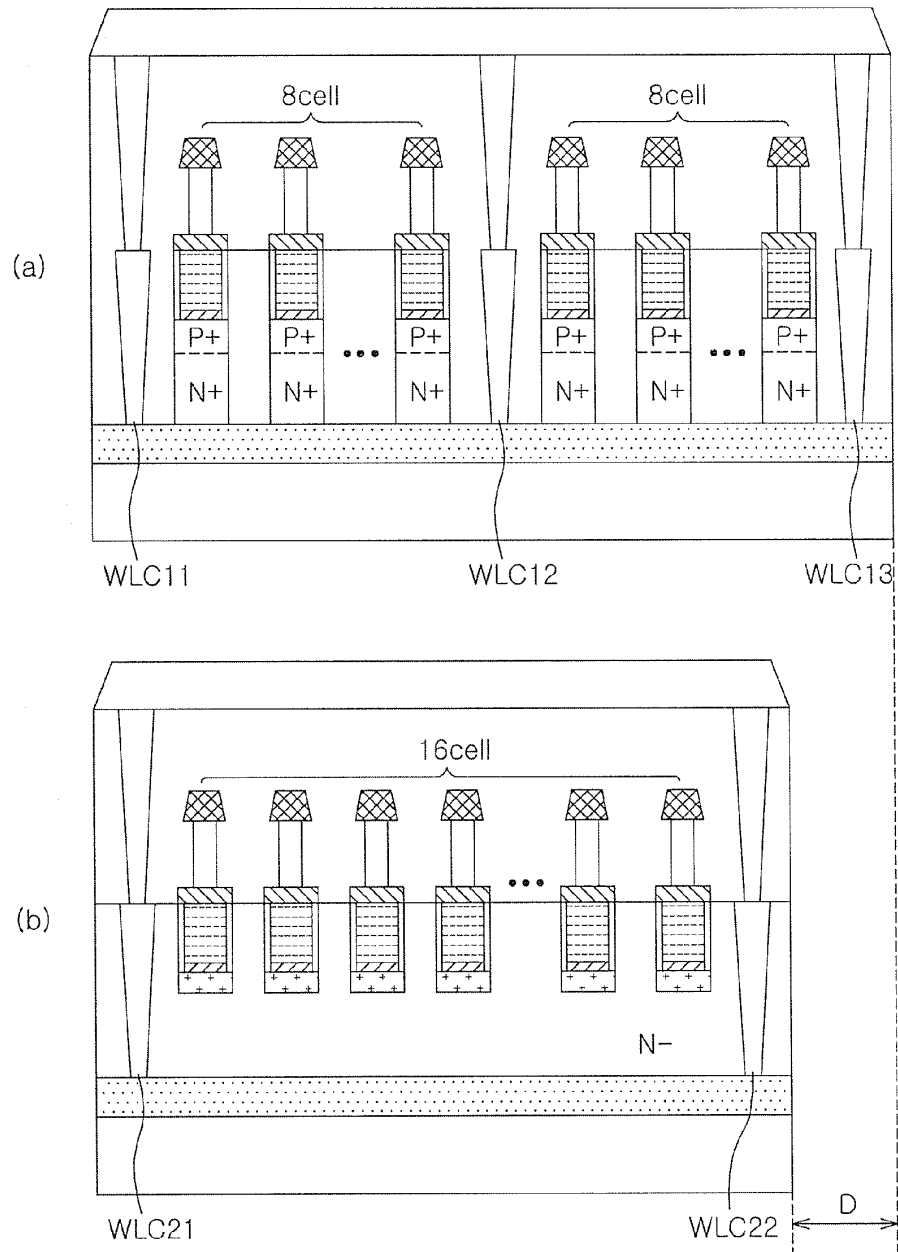 8cell 8cell
(a)
P+ P+ P+ P+ P+ P+
N+ N+ N+ N+ N+ N+
WLC11 WLC12 WLC13
16cell
(b)
N-
WLC21 WLC22
D